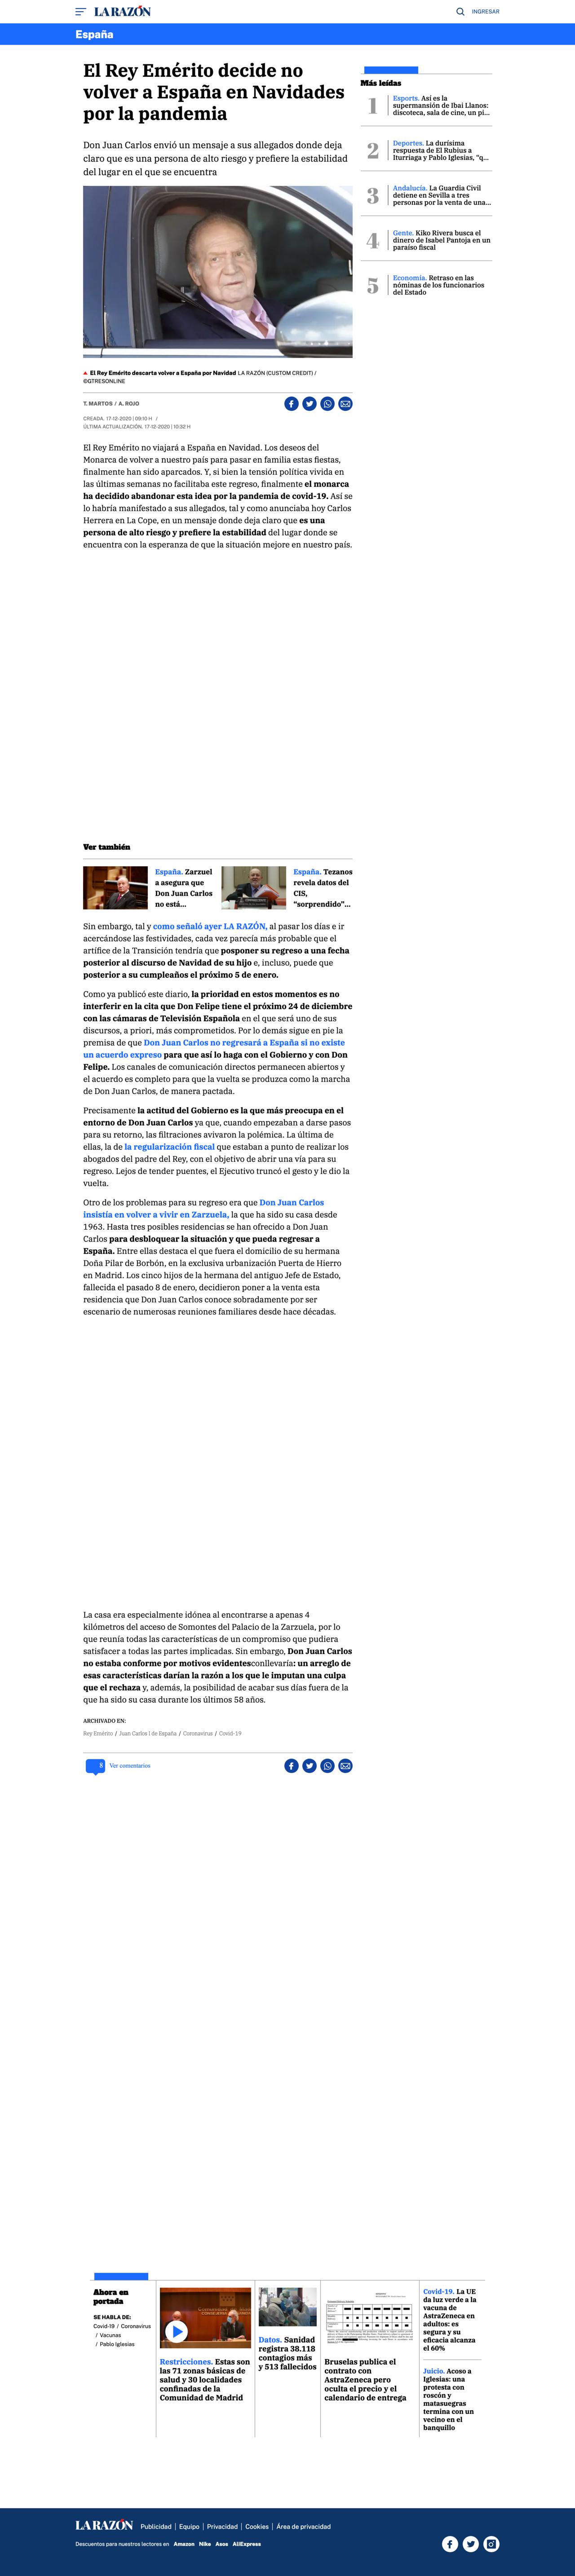 LA RAZÓN
INGRESAR
España
El Rey Emérito decide no
volver a España en Navidades
por la pandemia
Don Juan Carlos envió un mensaje a sus allegados donde deja
claro que es una persona de alto riesgo y prefiere la estabilidad
del lugar en el que se encuentra
El Rey Emérito descarta volver a España por Navidad LA RAZÓN (CUSTOM CREDIT) /
©GTRESONLINE
T. MARTOS / A. ROJO
CREADA. 17-12-2020 | 09:10 H /
ÚLTIMA ACTUALIZACIÓN. 17-12-2020 | 10:32 H
El Rey Emérito no viajará a España en Navidad. Los deseos del
Monarca de volver a nuestro país para pasar en familia estas fiestas,
finalmente han sido aparcados. Y, si bien la tensión política vivida en
las últimas semanas no facilitaba este regreso, finalmente el monarca
ha decidido abandonar esta idea por la pandemia de covid-19. Así se
lo habría manifestado a sus allegados, tal y como anunciaba hoy Carlos
Herrera en La Cope, en un mensaje donde deja claro que es una
persona de alto riesgo y prefiere la estabilidad del lugar donde se
encuentra con la esperanza de que la situación mejore en nuestro país.
Más leídas
1
Esports. Así es la
supermansión de Ibai Llanos:
discoteca, sala de cine, un pi...
2
Deportes. La durísima
respuesta de El Rubius a
Iturriaga y Pablo Iglesias, “q...
3
Andalucía. La Guardia Civil
detiene en Sevilla a tres
personas por la venta de una...
4
Gente. Kiko Rivera busca el
dinero de Isabel Pantoja en un
paraíso fiscal
5
Economía. Retraso en las
nóminas de los funcionarios
del Estado
Ver también
España. Zarzuel
a asegura que
Don Juan Carlos
no está...
España. Tezanos
revela datos del
CIS,
“sorprendido”...
Sin embargo, tal y como señaló ayer LA RAZÓN, al pasar los días e ir
acercándose las festividades, cada vez parecía más probable que el
artífice de la Transición tendría que posponer su regreso a una fecha
posterior al discurso de Navidad de su hijo e, incluso, puede que
posterior a su cumpleaños el próximo 5 de enero.
Como ya publicó este diario, la prioridad en estos momentos es no
interferir en la cita que Don Felipe tiene el próximo 24 de diciembre
con las cámaras de Televisión Española en el que será uno de sus
discursos, a priori, más comprometidos. Por lo demás sigue en pie la
premisa de que Don Juan Carlos no regresará a España si no existe
un acuerdo expreso para que así lo haga con el Gobierno y con Don
Felipe. Los canales de comunicación directos permanecen abiertos y
el acuerdo es completo para que la vuelta se produzca como la marcha
de Don Juan Carlos, de manera pactada.
Precisamente la actitud del Gobierno es la que más preocupa en el
entorno de Don Juan Carlos ya que, cuando empezaban a darse pasos
para su retorno, las filtraciones avivaron la polémica. La última de
ellas, la de la regularización fiscal que estaban a punto de realizar los
abogados del padre del Rey, con el objetivo de abrir una vía para su
regreso. Lejos de tender puentes, el Ejecutivo truncó el gesto y le dio la
vuelta.
Otro de los problemas para su regreso era que Don Juan Carlos
insistía en volver a vivir en Zarzuela, la que ha sido su casa desde
1963. Hasta tres posibles residencias se han ofrecido a Don Juan
Carlos para desbloquear la situación y que pueda regresar a
España. Entre ellas destaca el que fuera el domicilio de su hermana
Doña Pilar de Borbón, en la exclusiva urbanización Puerta de Hierro
en Madrid. Los cinco hijos de la hermana del antiguo Jefe de Estado,
fallecida el pasado 8 de enero, decidieron poner a la venta esta
residencia que Don Juan Carlos conoce sobradamente por ser
escenario de numerosas reuniones familiares desde hace décadas.
La casa era especialmente idónea al encontrarse a apenas 4
kilómetros del acceso de Somontes del Palacio de la Zarzuela, por lo
que reunía todas las características de un compromiso que pudiera
satisfacer a todas las partes implicadas. Sin embargo, Don Juan Carlos
no estaba conforme por motivos evidentesconllevaría: un arreglo de
esas características darían la razón a los que le imputan una culpa
que el rechaza y, además, la posibilidad de acabar sus días fuera de la
que ha sido su casa durante los últimos 58 años.
ARCHIVADO EN:
Rey Emérito / Juan Carlos I de España / Coronavirus / Covid-19
8 Ver comentarios
Ahora en
portada
SE HABLA DE:
Covid-19 / Coronavirus
/ Vacunas
/ Pablo Iglesias
Restricciones. Estas son
las 71 zonas básicas de
salud y 30 localidades
confinadas de la
Comunidad de Madrid
Datos. Sanidad
registra 38.118
contagios más
y 513 fallecidos
Bruselas publica el
contrato con
AstraZeneca pero
oculta el precio y el
calendario de entrega
Covid-19. La UE
da luz verde a la
vacuna de
AstraZeneca en
adultos: es
segura y su
eficacia alcanza
el 60%
Juicio. Acoso a
Iglesias: una
protesta con
roscón y
matasuegras
termina con un
vecino en el
banquillo
LA RAZÓN
Publicidad | Equipo | Privacidad | Cookies | Área de privacidad
Descuentos para nuestros lectores en Amazon Nike Asos AliExpress